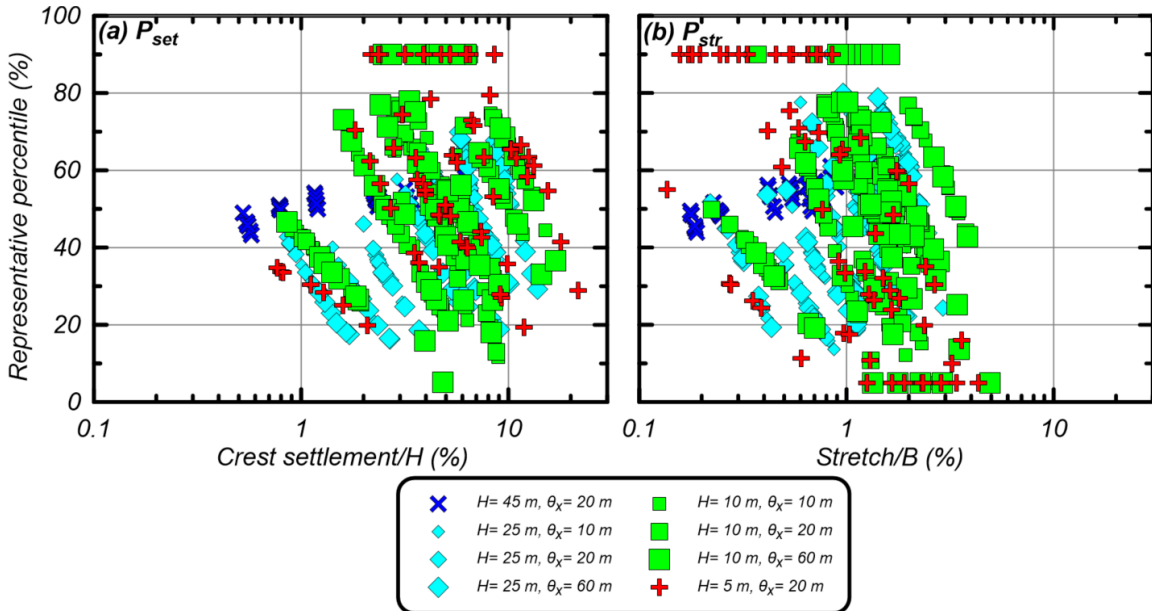 (a) P_set
(b) P_str
Representative percentile (%)
100
80
60
40
20
0
0.1
1
10
0.1
1
10
Crest settlement/H (%)
Stretch/B (%)
H= 45 m, θx= 20 m
H= 25 m, θx= 10 m
H= 25 m, θx= 20 m
H= 25 m, θx= 60 m
H= 10 m, θx= 10 m
H= 10 m, θx= 20 m
H= 10 m, θx= 60 m
H= 5 m, θx= 20 m